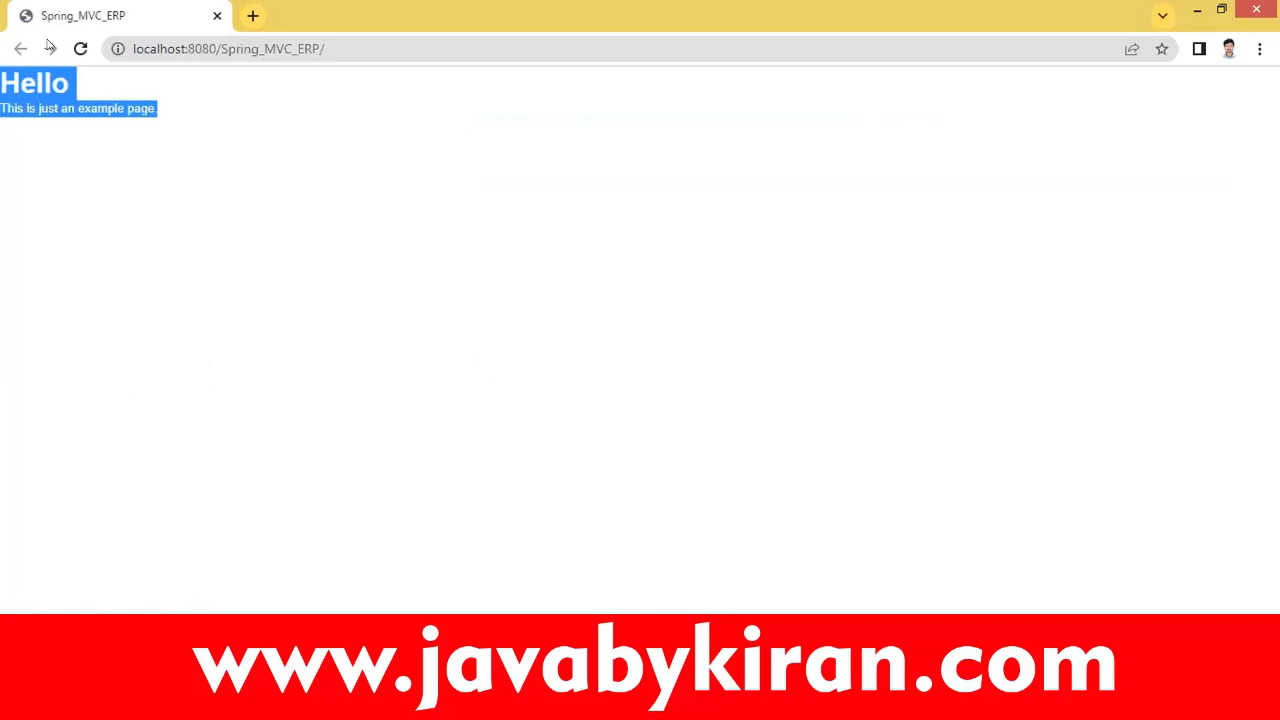 Spring_MVC_ERP
localhost:8080/Spring_MVC_ERP/
Hello
This is just an example page.
www.javabykiran.com